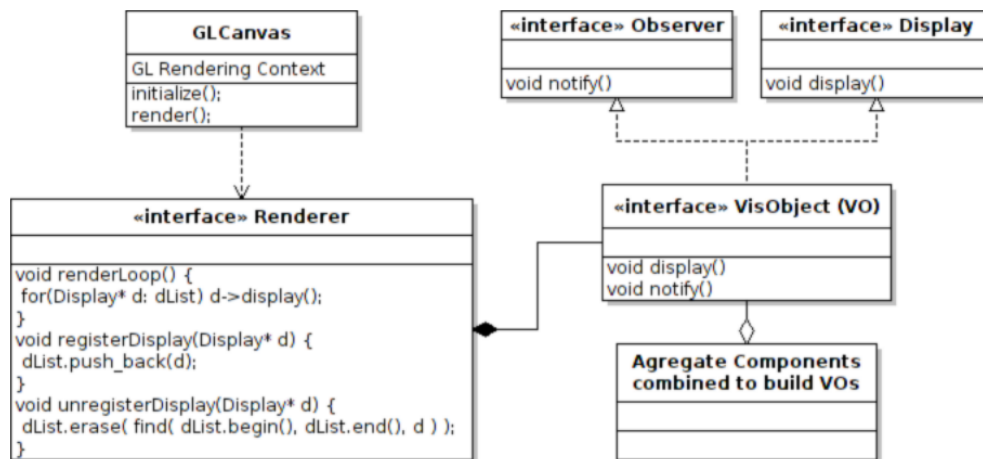 GLCanvas
GL Rendering Context
initialize();
render();
«interface» Observer
void notify()
«interface» Display
void display()
«interface» Renderer
void renderLoop() {
for(Display* d: dList) d->display();
}
void registerDisplay(Display* d) {
dList.push_back(d);
}
void unregisterDisplay(Display* d) {
dList.erase( find( dList.begin(), dList.end(), d ) );
}
«interface» VisObject (VO)
void display()
void notify()
Agregate Components
combined to build VOs